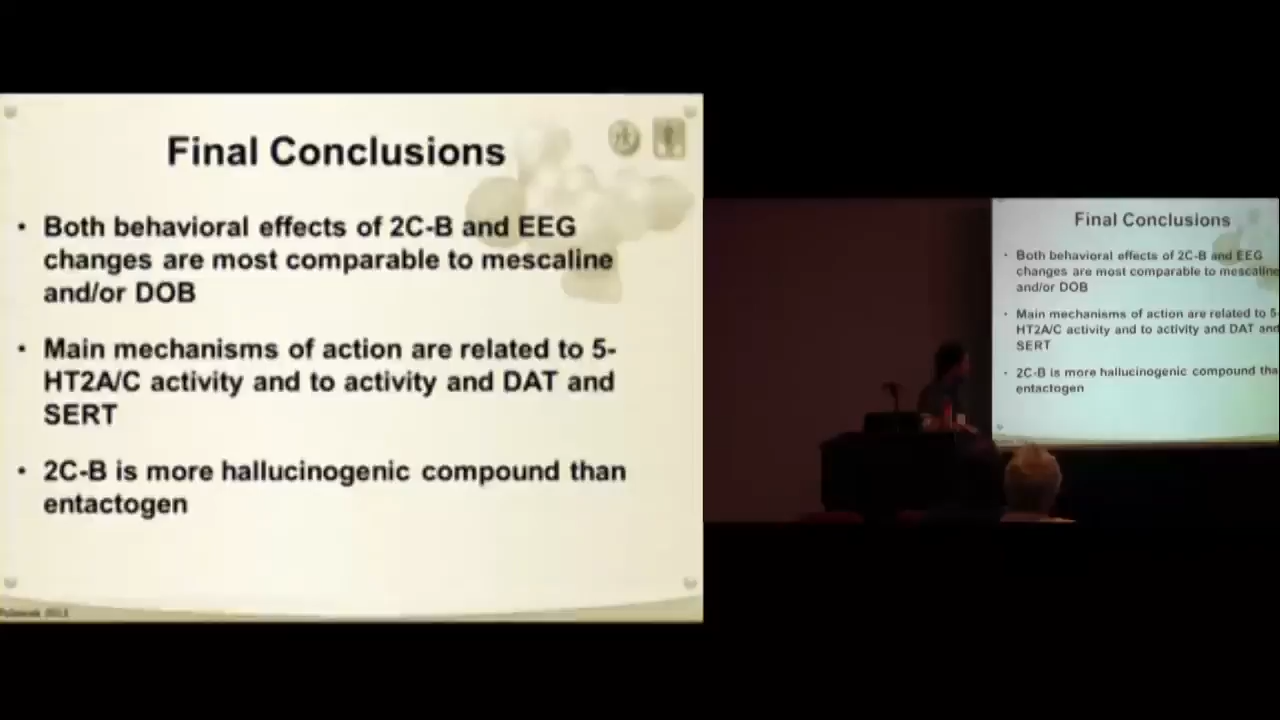 Final Conclusions
• Both behavioral effects of 2C-B and EEG
changes are most comparable to mescaline
and/or DOB
• Main mechanisms of action are related to 5-
HT2A/C activity and to activity and DAT and
SERT
• 2C-B is more hallucinogenic compound than
entactogen
Final Conclusions
• Both behavioral effects of 2C-B and EEG
changes are most comparable to mescaline
and/or DOB
• Main mechanisms of action are related to 5-
HT2A/C activity and to activity and DAT and
SERT
• 2C-B is more hallucinogenic compound tha
entactogen